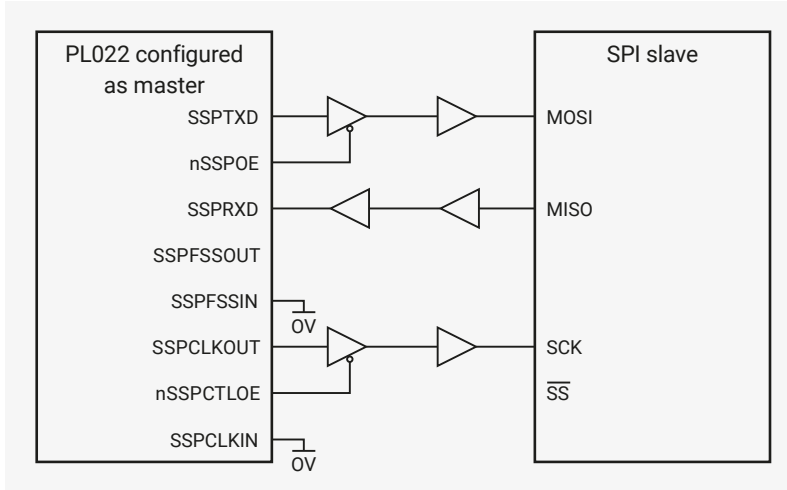 PL022 configured
as master
SPI slave
SSPTXD
MOSI
nSSPOE
SSPRXD
MISO
SSPFSSOUT
SSPFSSIN
0V
SSPCLKOUT
SCK
nSSPCTLOE
SS
SSPCLKIN
0V